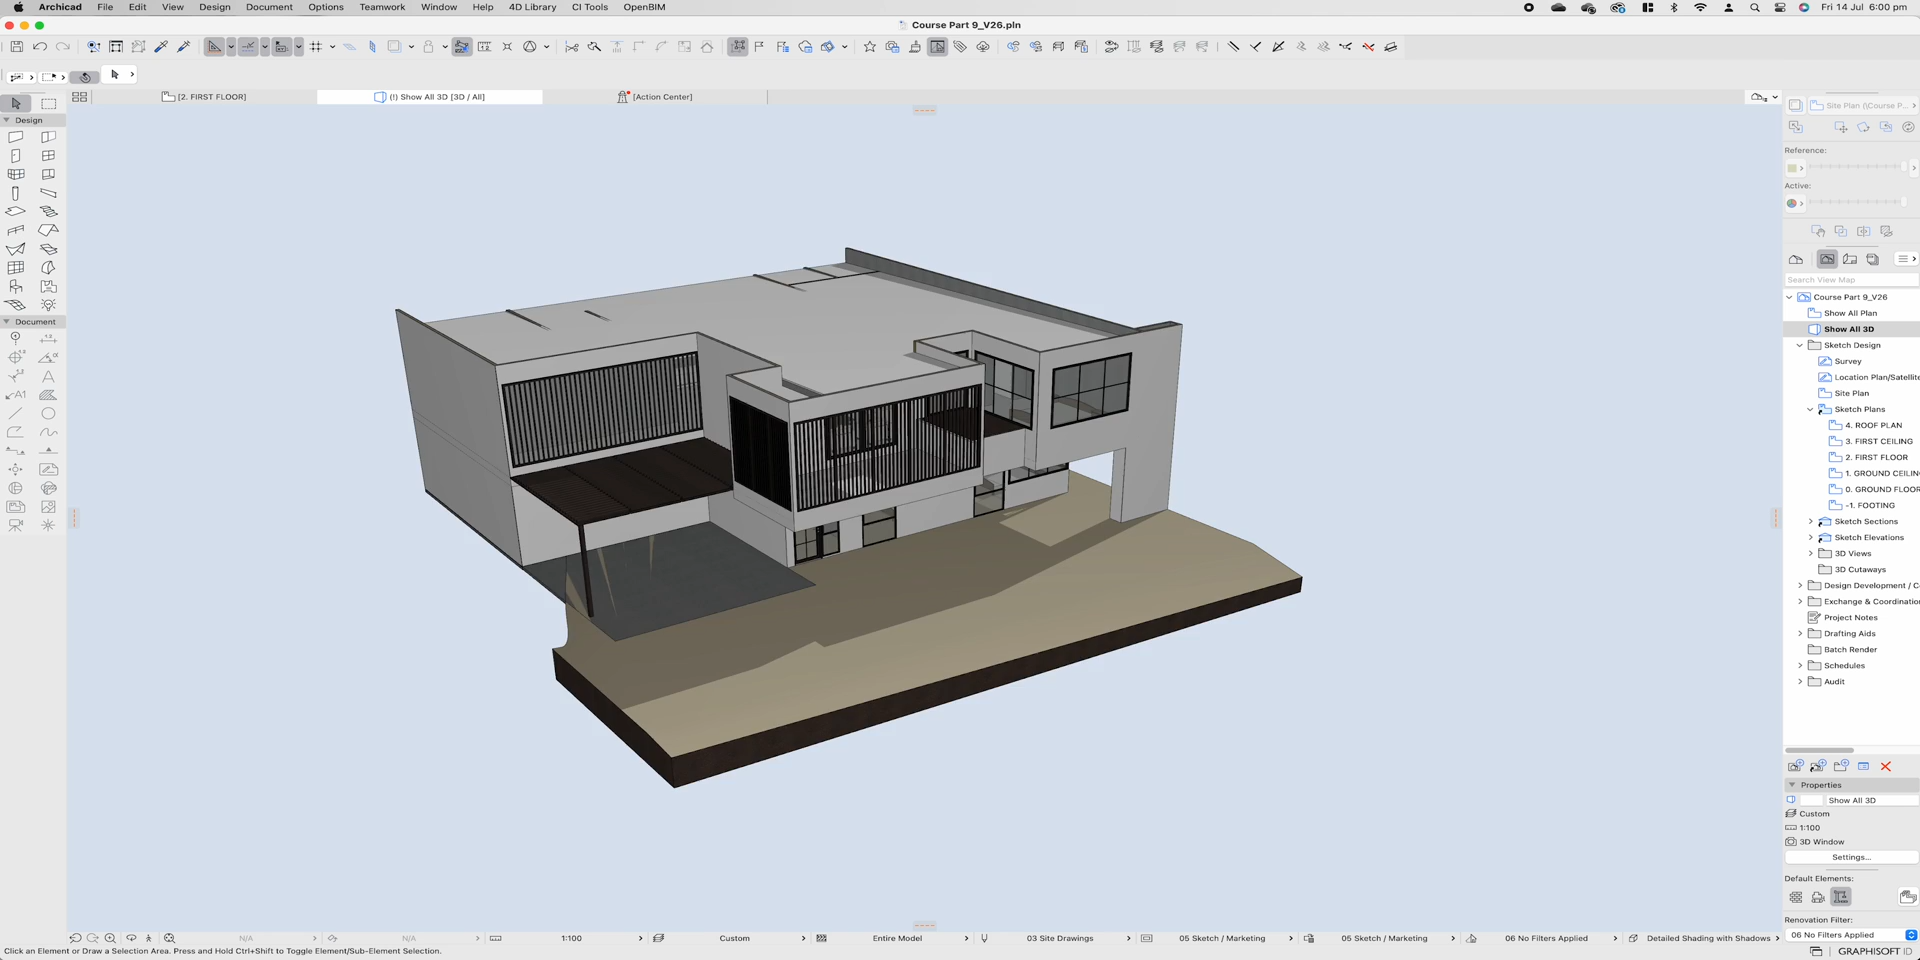 Archicad File Edit View Design Document Options Teamwork Window Help 4D Library CI Tools OpenBIM Fri 14 Jul 6:00 pm
Course Part 9_V26.pln
[2. FIRST FLOOR] (!) Show All 3D [3D / All] [Action Center]
Site Plan (\Course P...
Design
Reference:
Active:
Search View Map
Course Part 9_V26
Show All Plan
Document
Show All 3D
Sketch Design
Survey
Location Plan/Satellite
Site Plan
Sketch Plans
4. ROOF PLAN
3. FIRST CEILING
2. FIRST FLOOR
1. GROUND CEILIN
0. GROUND FLOOR
-1. FOOTING
Sketch Sections
Sketch Elevations
3D Views
3D Cutaways
Design Development / C
Exchange & Coordination
Project Notes
Drafting Aids
Batch Render
Schedules
Audit
Properties
Show All 3D
Custom
1:100
3D Window
Settings...
Default Elements:
Renovation Filter:
06 No Filters Applied
N/A N/A 1:100 Custom Entire Model 03 Site Drawings 05 Sketch / Marketing 05 Sketch / Marketing 06 No Filters Applied Detailed Shading with Shadows
Click an Element or Draw a Selection Area. Press and Hold Ctrl+Shift to Toggle Element/Sub-Element Selection.
GRAPHISOFT ID